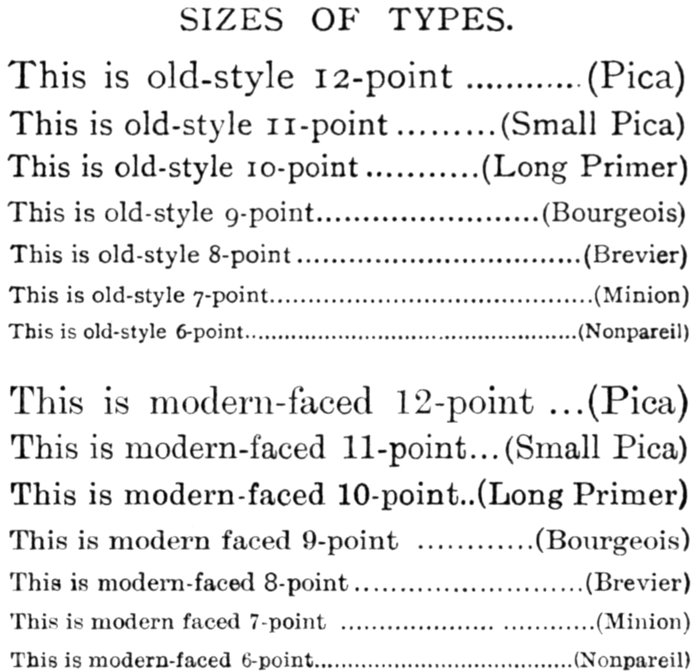 SIZES OF TYPES.
This is old-style 12-point ............(Pica)
This is old-style 11-point .........(Small Pica)
This is old-style 10-point ...........(Long Primer)
This is old-style 9-point.......................(Bourgeois)
This is old-style 8-point .................................(Brevier)
This is old-style 7-point..........................................(Minion)
This is old-style 6-point.................................................(Nonpareil)
This is modern-faced 12-point ...(Pica)
This is modern-faced 11-point...(Small Pica)
This is modern-faced 10-point..(Long Primer)
This is modern faced 9-point ............(Bourgeois)
This is modern-faced 8-point ..........................(Brevier)
This is modern faced 7-point .................... ............(Minion)
This is modern-faced 6-point.......................................(Nonpareil)